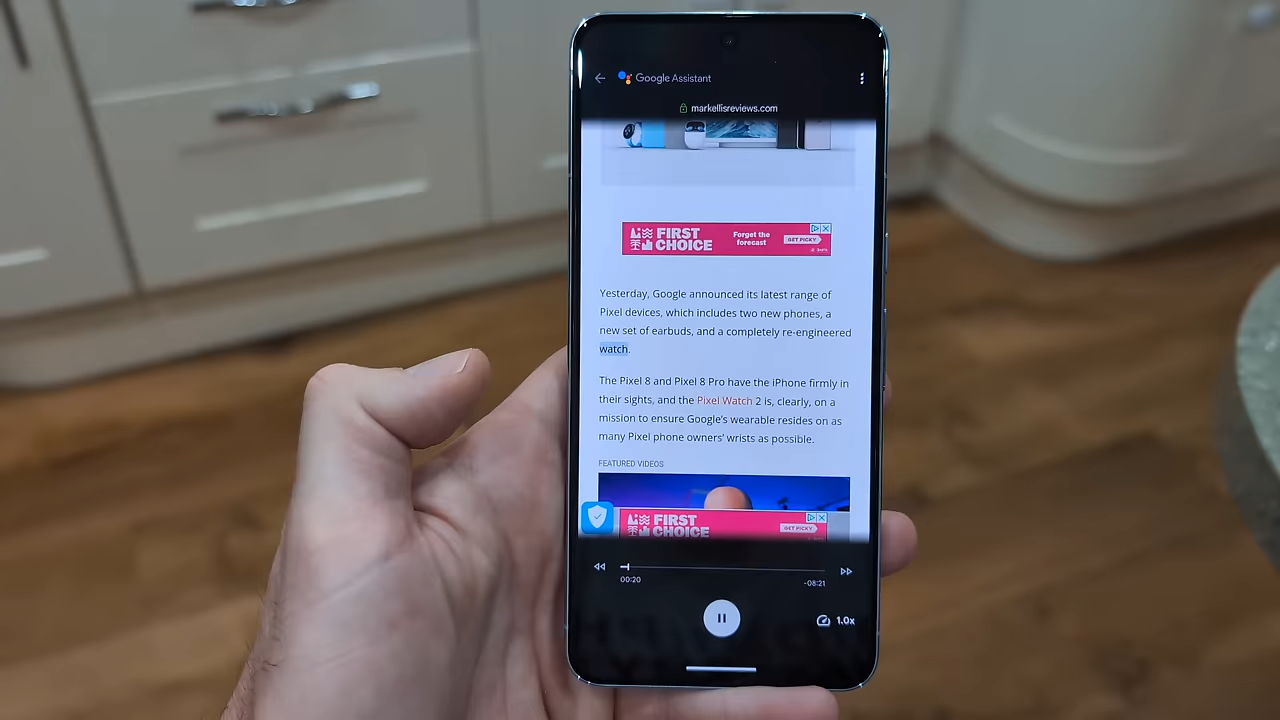 Google Assistant
markellisreviews.com
FIRST CHOICE
Forget the forecast
GET PICKY
Yesterday, Google announced its latest range of
Pixel devices, which includes two new phones, a
new set of earbuds, and a completely re-engineered
watch.
The Pixel 8 and Pixel 8 Pro have the iPhone firmly in
their sights, and the Pixel Watch 2 is, clearly, on a
mission to ensure Google's wearable resides on as
many Pixel phone owners' wrists as possible.
FEATURED VIDEOS
FIRST CHOICE
GET PICKY
00:20
-08:21
1.0x